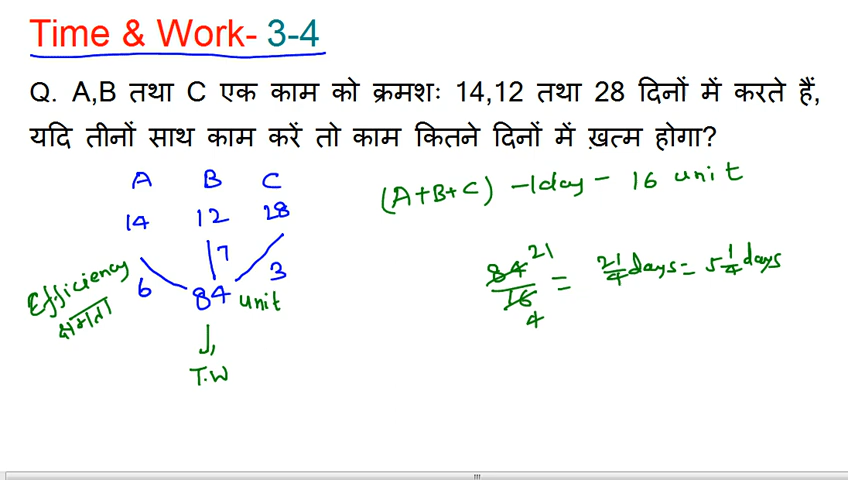 Time & Work- 3-4
Q. A,B तथा C एक काम को क्रमशः 14,12 तथा 28 दिनों में करते हैं,
यदि तीनों साथ काम करें तो काम कितने दिनों में ख़त्म होगा?
A B C
14 12 28
7
6 3
84 unit
Efficiency
क्षमता
T.W
(A+B+C) - 1day - 16 unit
84 21
16
4
= 21/4 days = 5 1/4 days